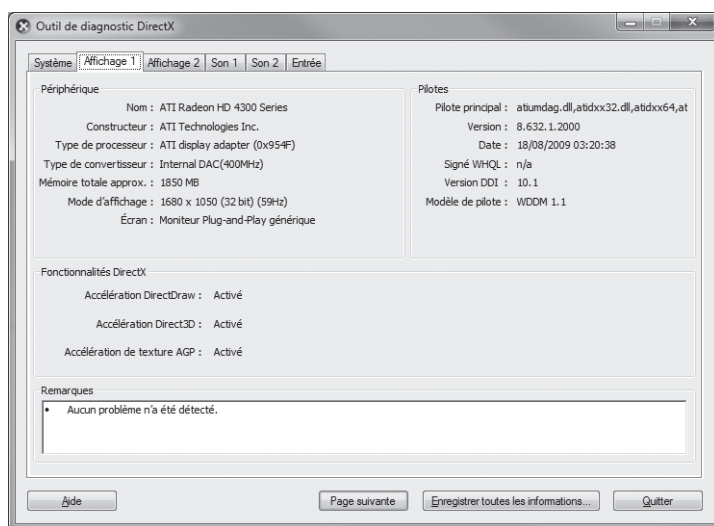 Outil de diagnostic DirectX
Système Affichage 1 Affichage 2 Son 1 Son 2 Entrée
Périphérique
Nom : ATI Radeon HD 4300 Series
Constructeur : ATI Technologies Inc.
Type de processeur : ATI display adapter (0x954F)
Type de convertisseur : Internal DAC(400MHz)
Mémoire totale approx. : 1850 MB
Mode d'affichage : 1680 x 1050 (32 bit) (59Hz)
Écran : Moniteur Plug-and-Play générique
Pilotes
Pilote principal : atiumdag.dll,atidxx32.dll,atidxx64,at
Version : 8.632.1.2000
Date : 18/08/2009 03:20:38
Signé WHQL : n/a
Version DDI : 10.1
Modèle de pilote : WDDM 1.1
Fonctionnalités DirectX
Accélération DirectDraw : Activé
Accélération Direct3D : Activé
Accélération de texture AGP : Activé
Remarques
• Aucun problème n'a été détecté.
Aide Page suivante Enregistrer toutes les informations... Quitter